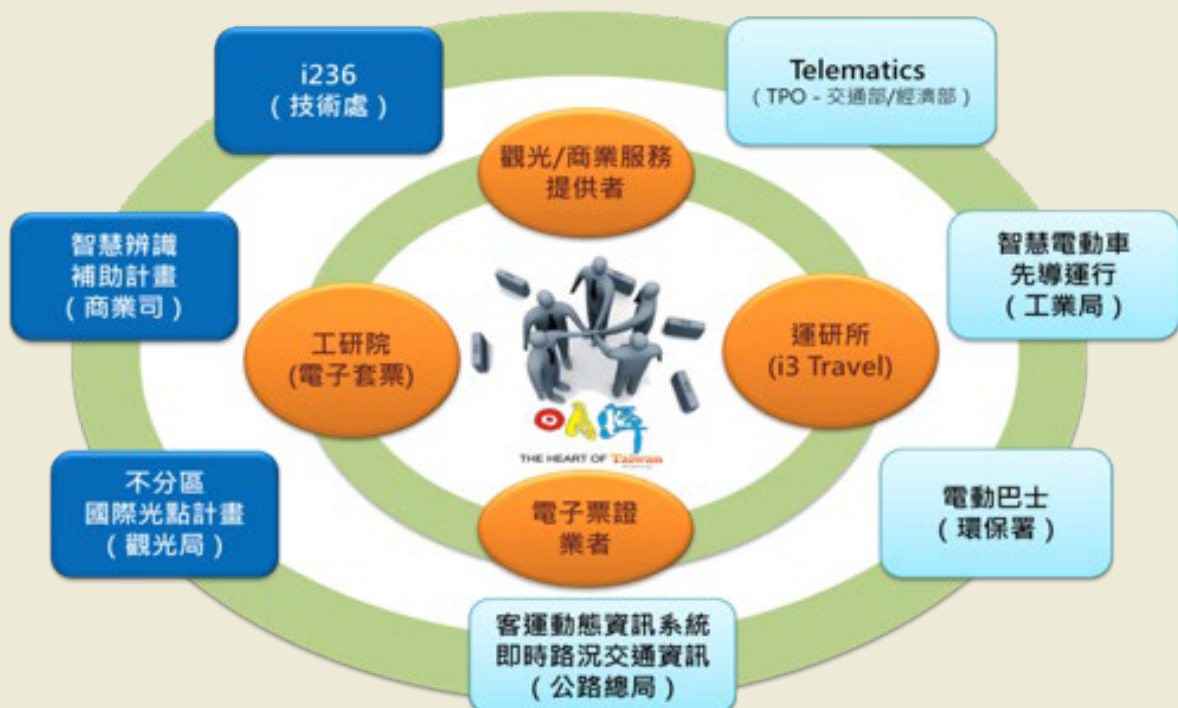 i236
(技術處)
Telematics
(TPO - 交通部/經濟部)
觀光/商業服務
提供者
智慧辨識
補助計畫
(商業司)
智慧電動車
先導運行
(工業局)
工研院
(電子套票)
運研所
(i3 Travel)
THE HEART OF Taiwan
不分區
國際光點計畫
(觀光局)
電子票證
業者
電動巴士
(環保署)
客運動態資訊系統
即時路況交通資訊
(公路總局)